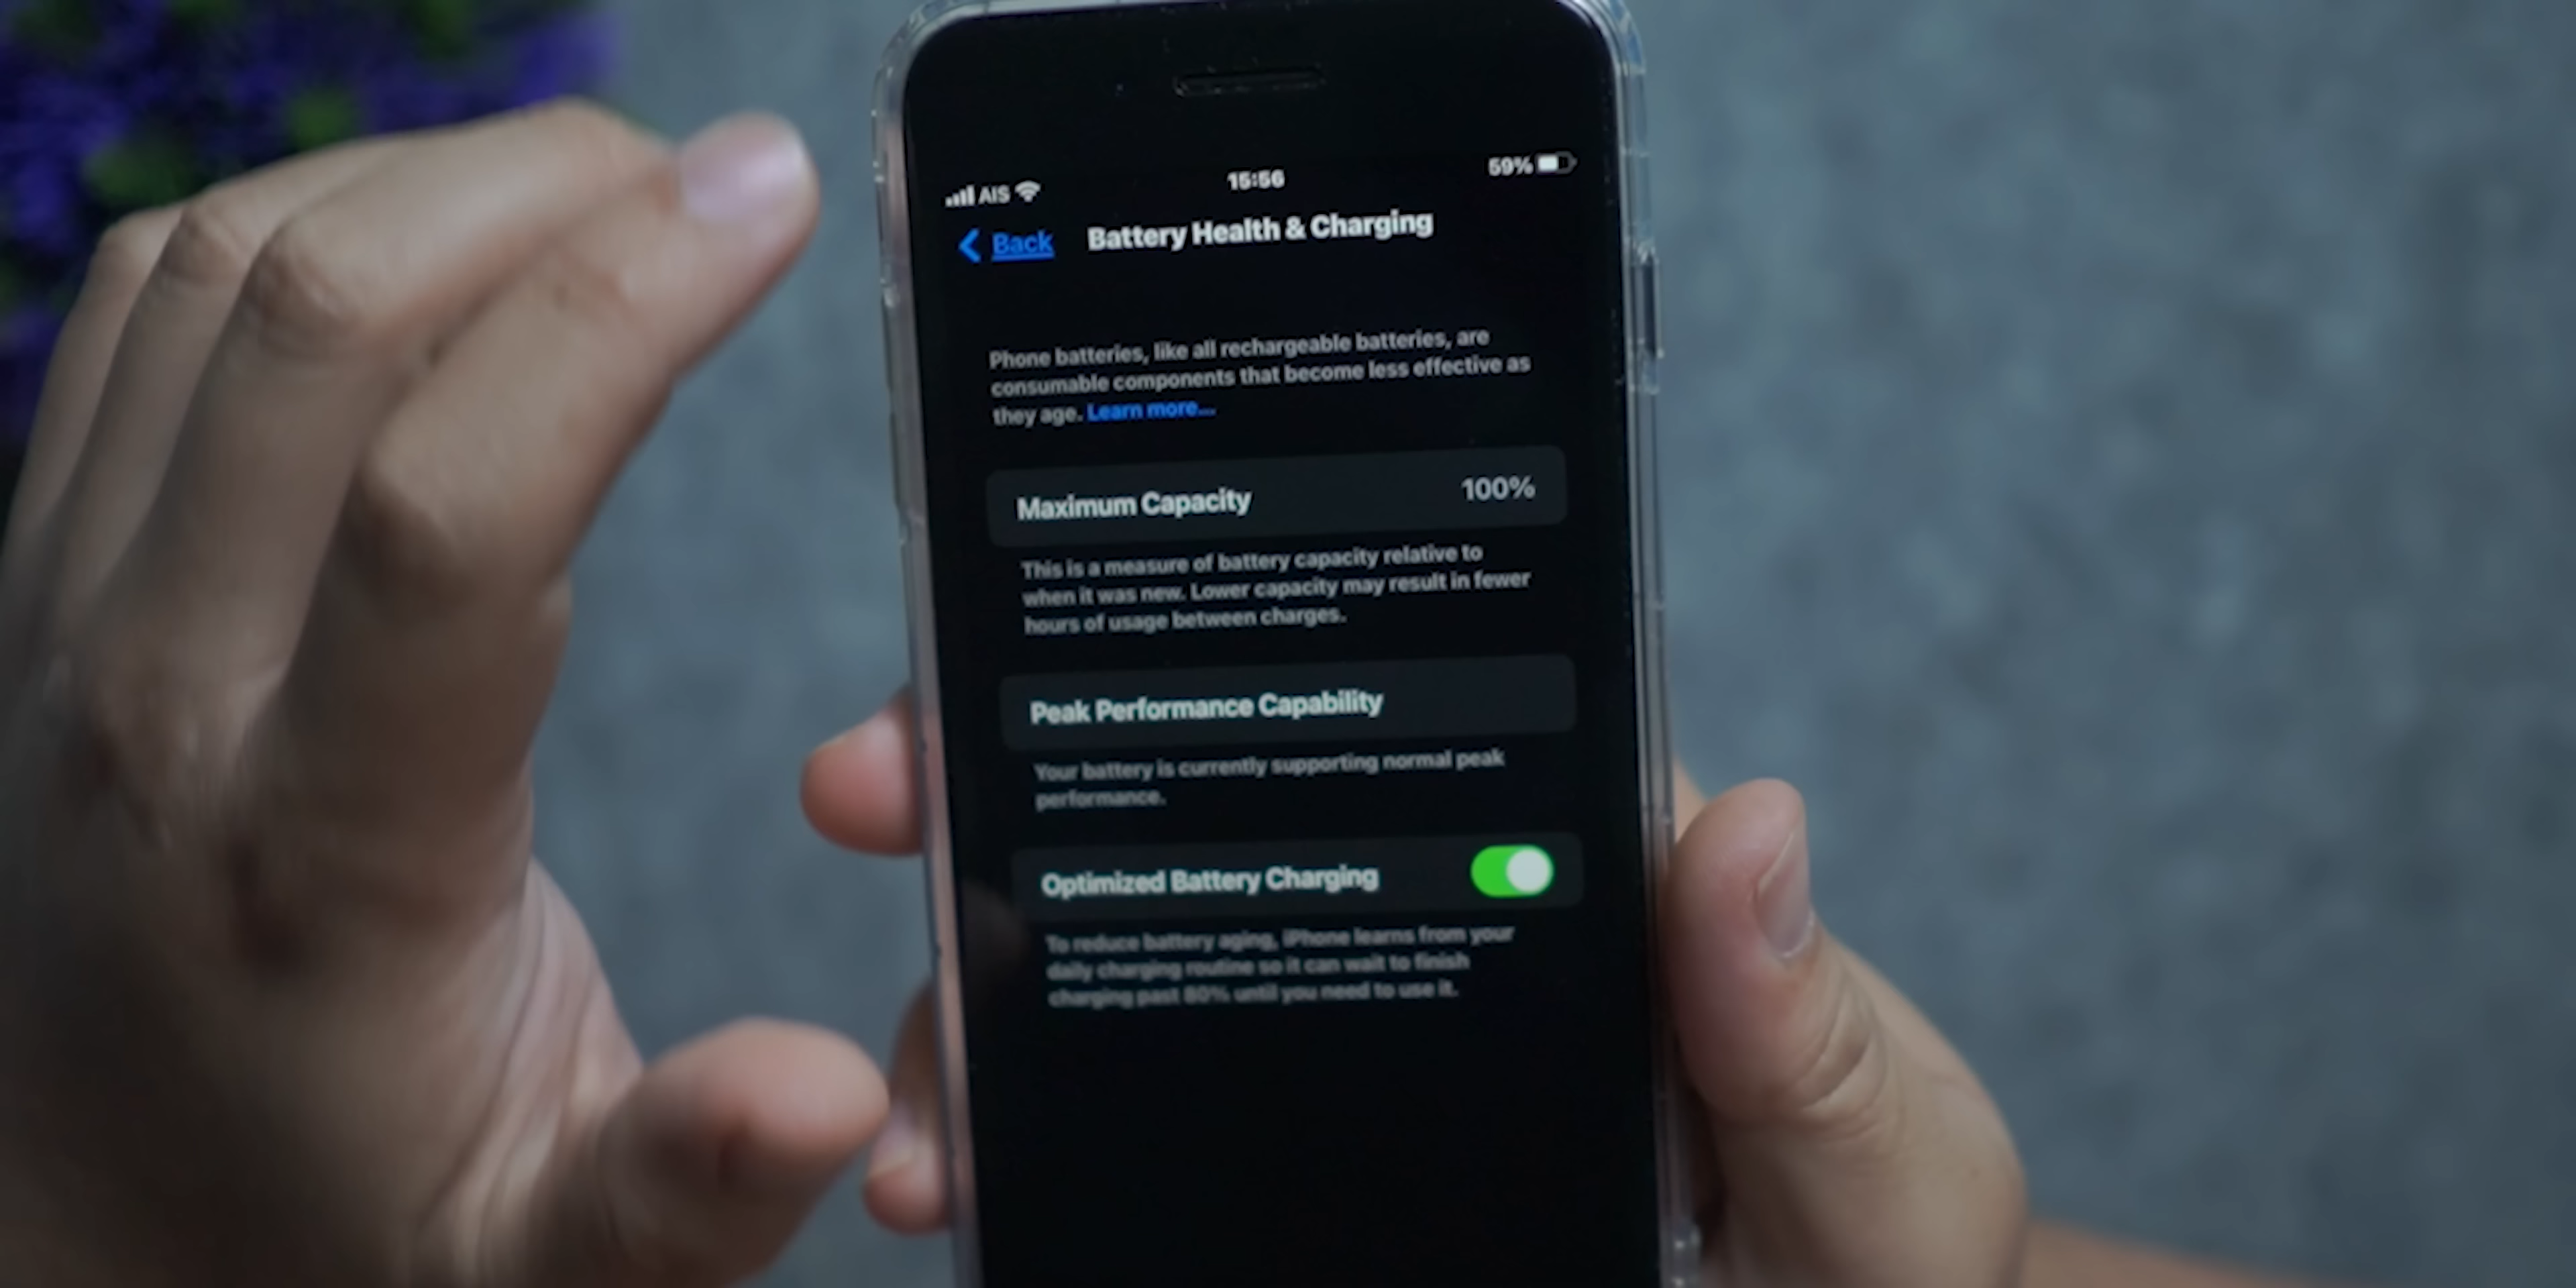 AIS 15:56 59%
Back Battery Health & Charging
Phone batteries, like all rechargeable batteries, are
consumable components that become less effective as
they age. Learn more...
Maximum Capacity 100%
This is a measure of battery capacity relative to
when it was new. Lower capacity may result in fewer
hours of usage between charges.
Peak Performance Capability
Your battery is currently supporting normal peak
performance.
Optimized Battery Charging
To reduce battery aging, iPhone learns from your
daily charging routine so it can wait to finish
charging past 80% until you need to use it.